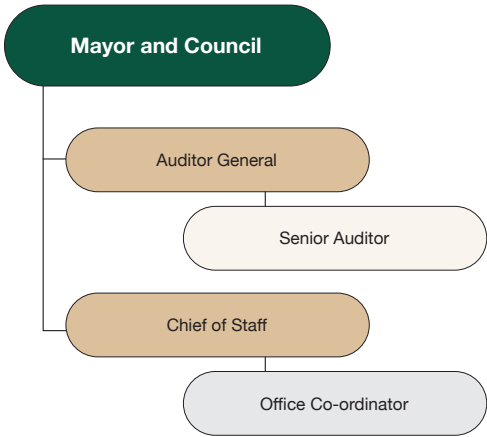 Mayor and Council
Auditor General
Senior Auditor
Chief of Staff
Office Co-ordinator